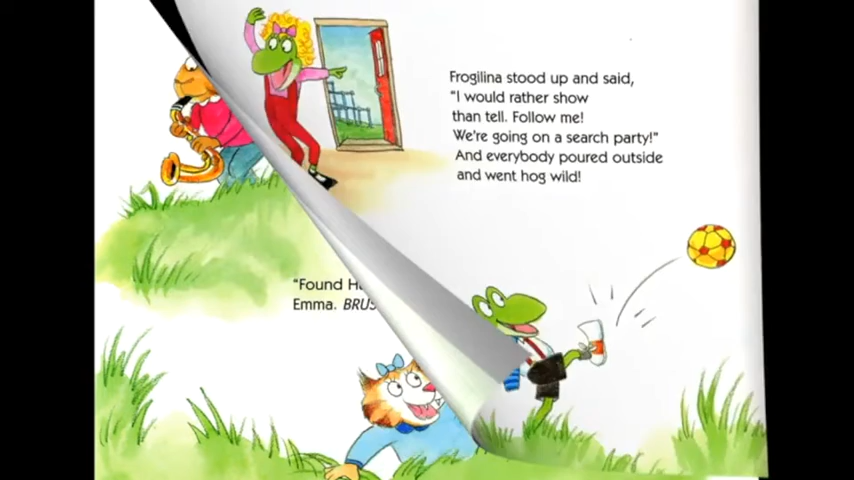 Frogilina stood up and said,
"I would rather show
than tell. Follow me!
We're going on a search party!"
And everybody poured outside
and went hog wild!
"Found
Emma.